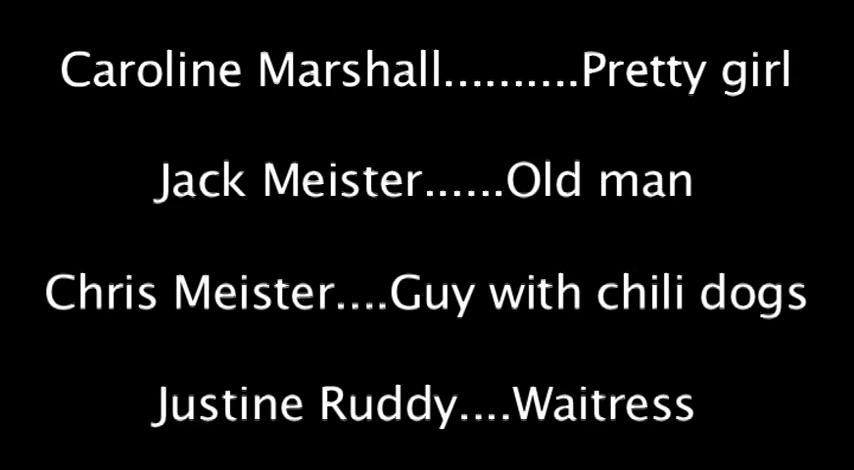 Caroline Marshall..........Pretty girl
Jack Meister......Old man
Chris Meister....Guy with chili dogs
Justine Ruddy....Waitress